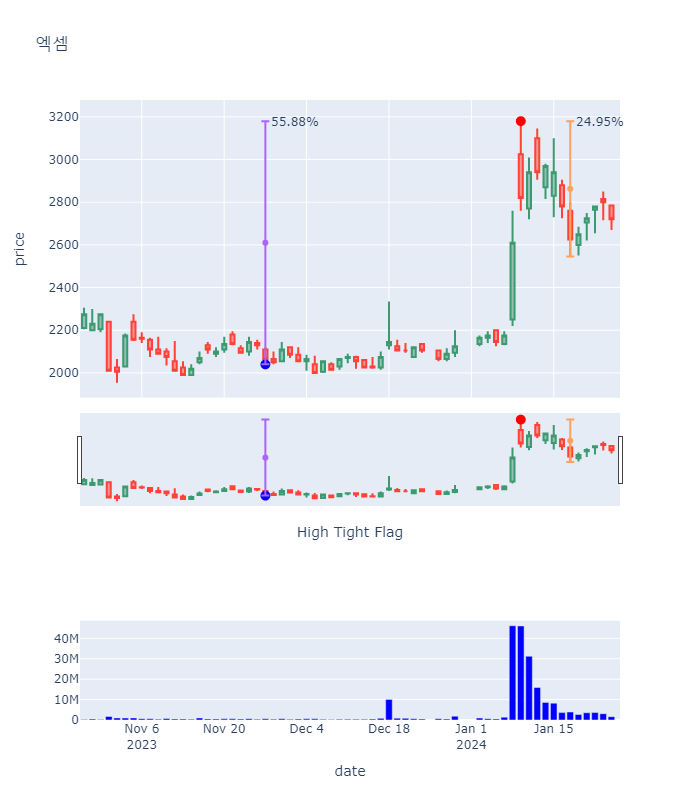 엑셈
3200
3000
2800
2600
2400
2200
2000
price
55.88%
24.95%
High Tight Flag
40M
30M
20M
10M
0
Nov 6
2023
Nov 20
Dec 4
Dec 18
Jan 1
2024
Jan 15
date